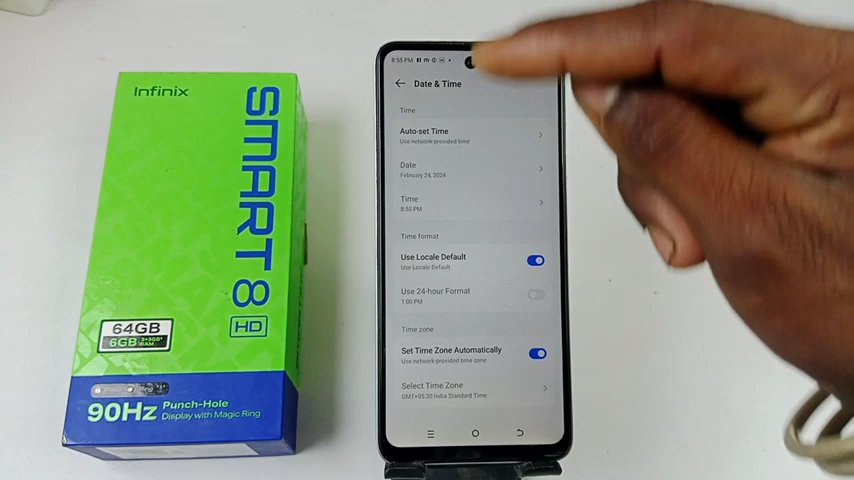 Infinix
SMART 8
HD
64GB
6GB
3+3GB*
RAM
90Hz
Punch-Hole
Display with Magic Ring
8:55 PM
Date & Time
Time
Auto-set Time
Use network-provided time
Date
February 24, 2024
Time
8:55 PM
Time format
Use Locale Default
Use Locale Default
Use 24-hour Format
1:00 PM
Time zone
Set Time Zone Automatically
Use network-provided time zone
Select Time Zone
GMT+05:30 India Standard Time